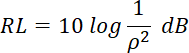 RL = 10 log 1/ρ² dB